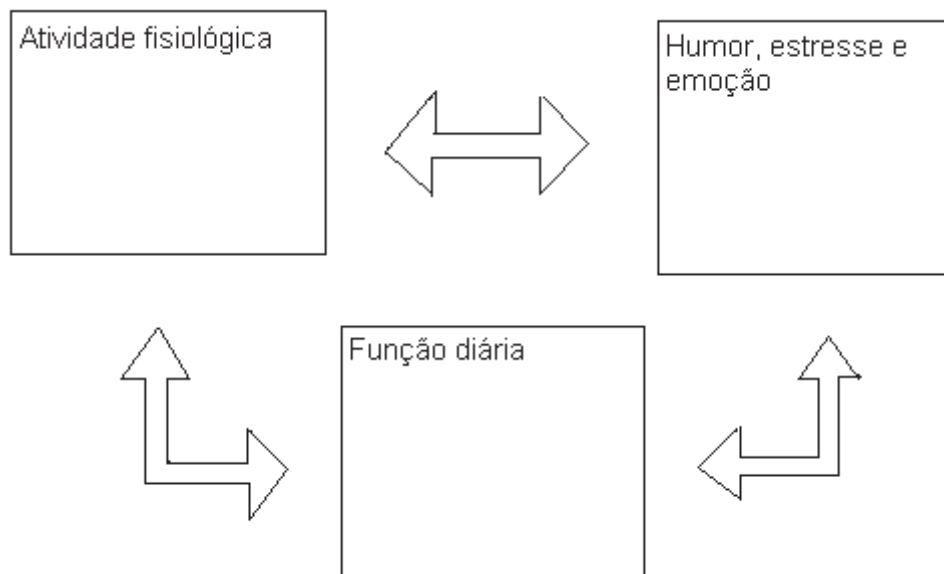 Atividade fisiológica
Humor, estresse e
emoção
Função diária